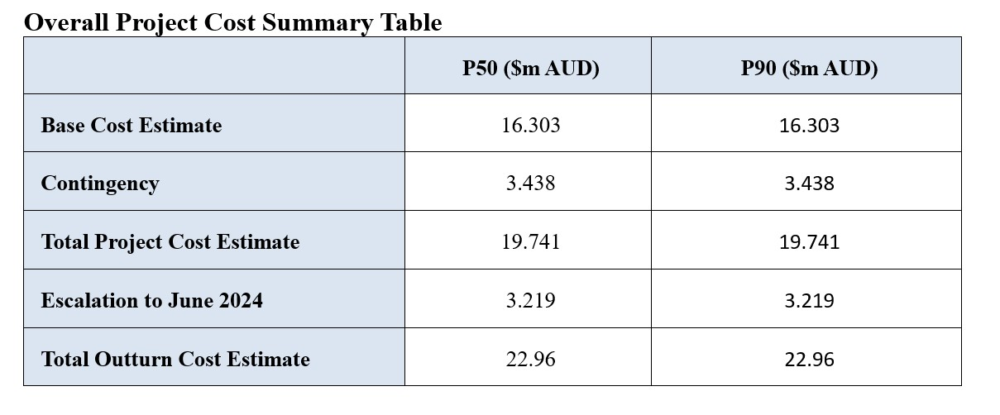 Overall Project Cost Summary Table
P50 ($m AUD) P90 ($m AUD)
Base Cost Estimate 16.303 16.303
Contingency 3.438 3.438
Total Project Cost Estimate 19.741 19.741
Escalation to June 2024 3.219 3.219
Total Outturn Cost Estimate 22.96 22.96